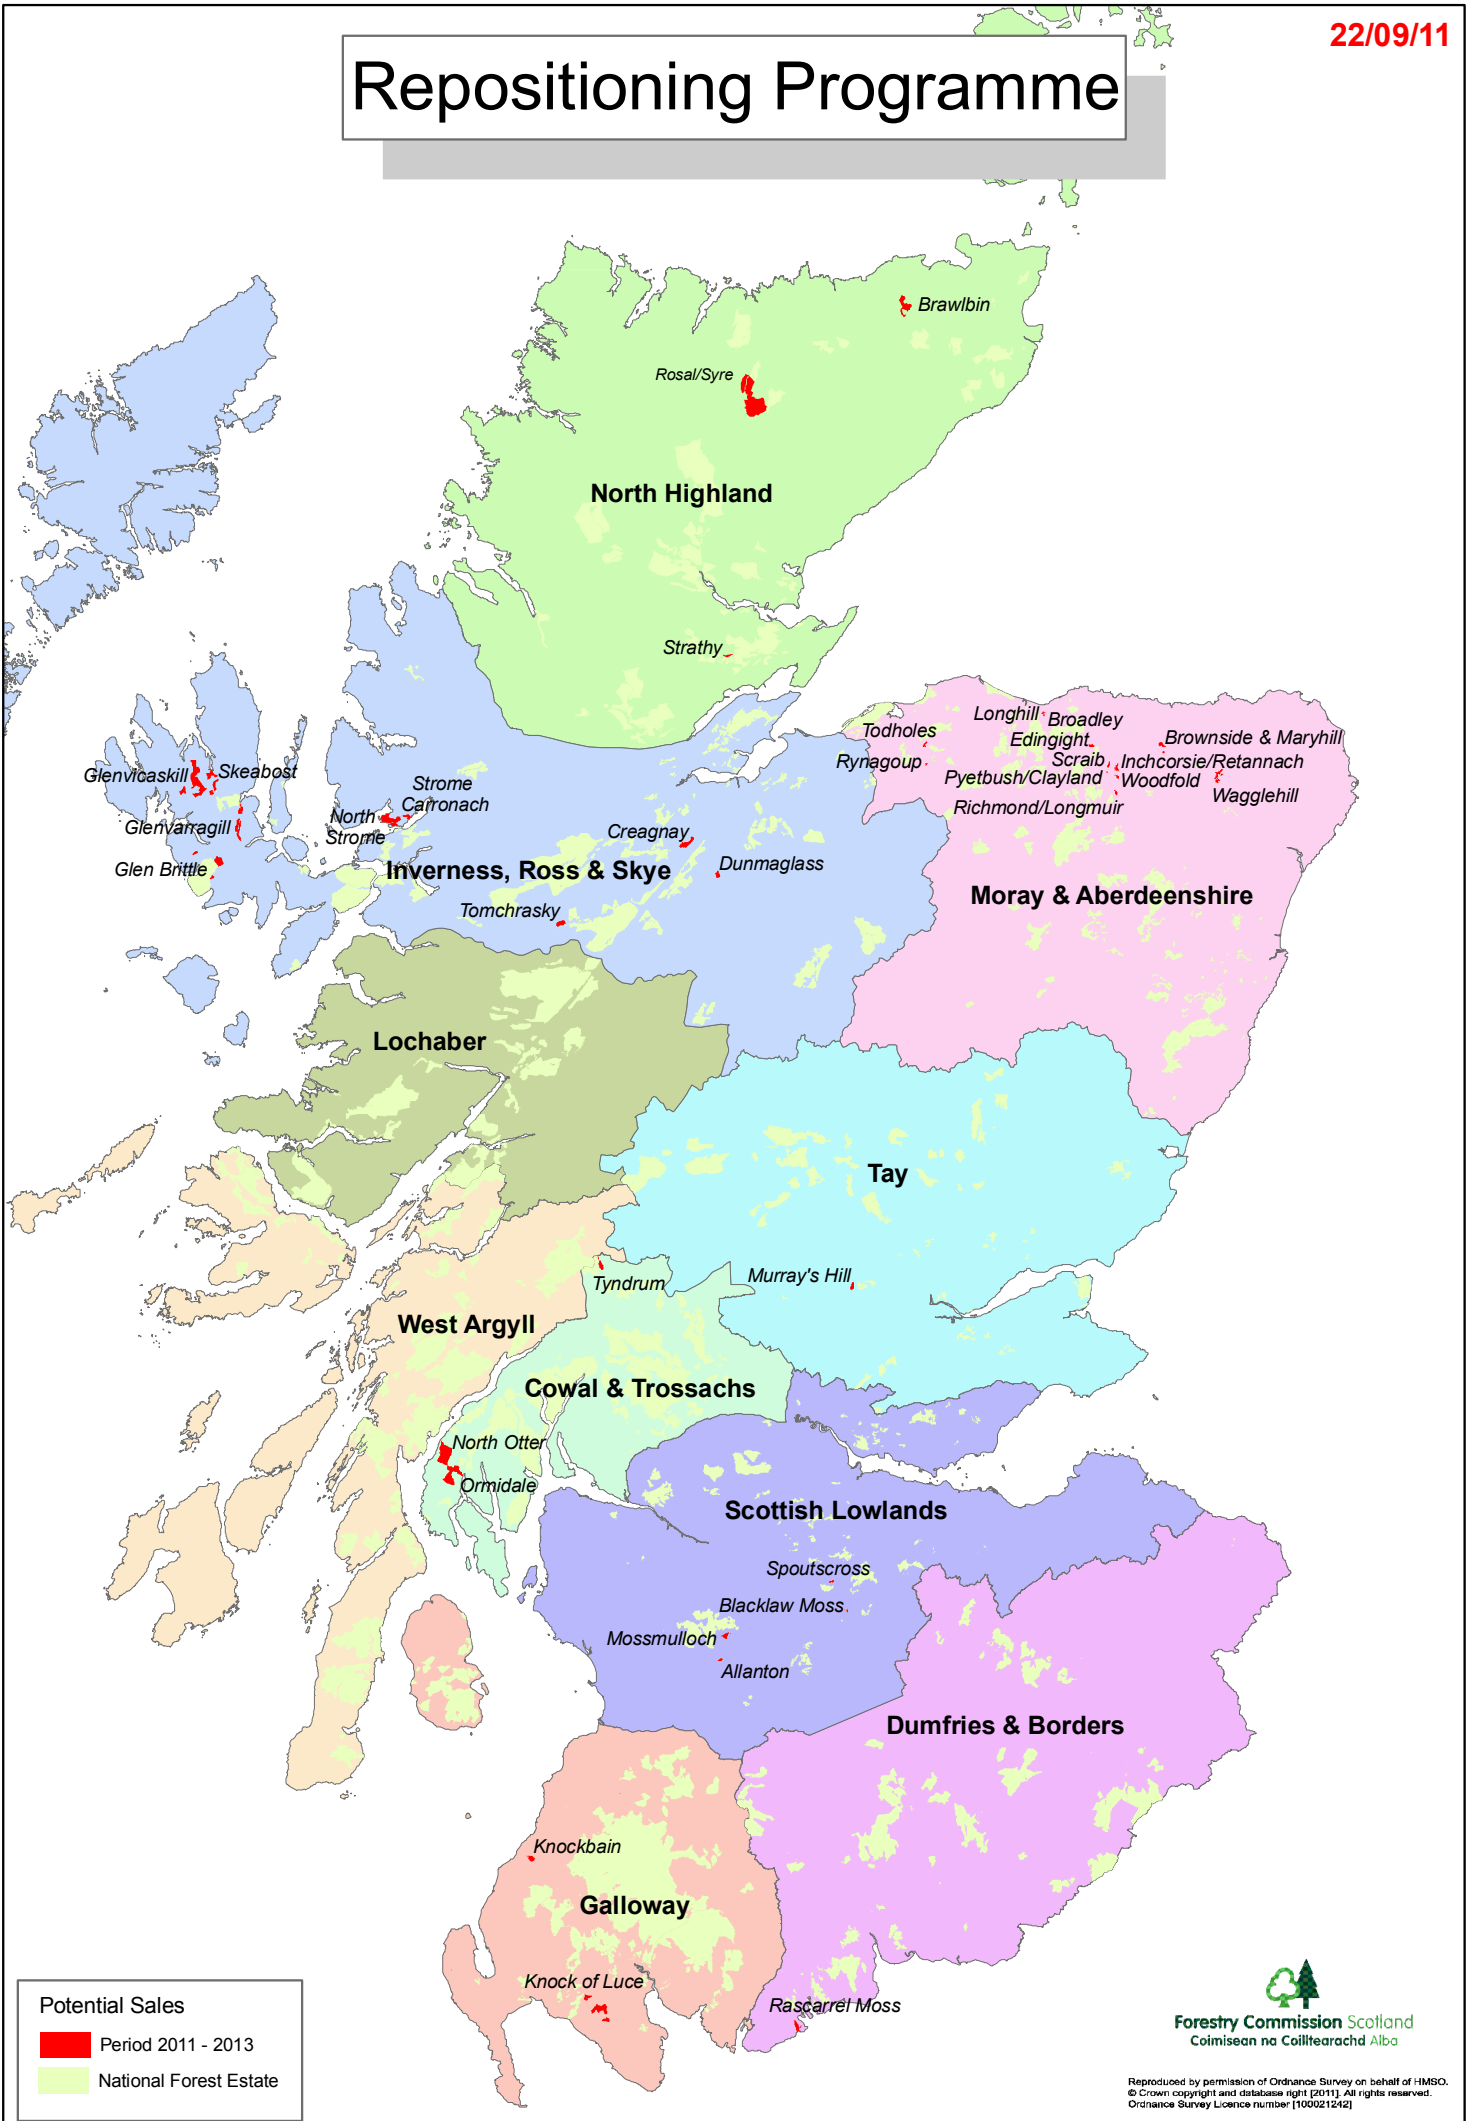 22/09/11
Repositioning Programme
Brawlbin
Rosal/Syre
North Highland
Strathy
Longhill
Broadley
Todholes
Edingight
Brownside & Maryhill
Rynagoup
Scraib
Inchcorsie/Retannach
Pyetbush/Clayland
Woodfold
Wagglehill
Richmond/Longmuir
Glenvicaskill
Skeabost
Strome
Carronach
North
Strome
Glenvarragill
Creagnay
Glen Brittle
Inverness, Ross & Skye
Dunmaglass
Moray & Aberdeenshire
Tomchrasky
Lochaber
Tay
Tyndrum
Murray's Hill
West Argyll
Cowal & Trossachs
North Otter
Ormidale
Scottish Lowlands
Spoutscross
Blacklaw Moss
Mossmulloch
Allanton
Dumfries & Borders
Knockbain
Galloway
Knock of Luce
Rascarrel Moss
Potential Sales
Period 2011 - 2013
National Forest Estate
Forestry Commission Scotland
Coimisean na Coilltearachd Alba
Reproduced by permission of Ordnance Survey on behalf of HMSO.
© Crown copyright and database right [2011]. All rights reserved.
Ordnance Survey Licence number [100021242]